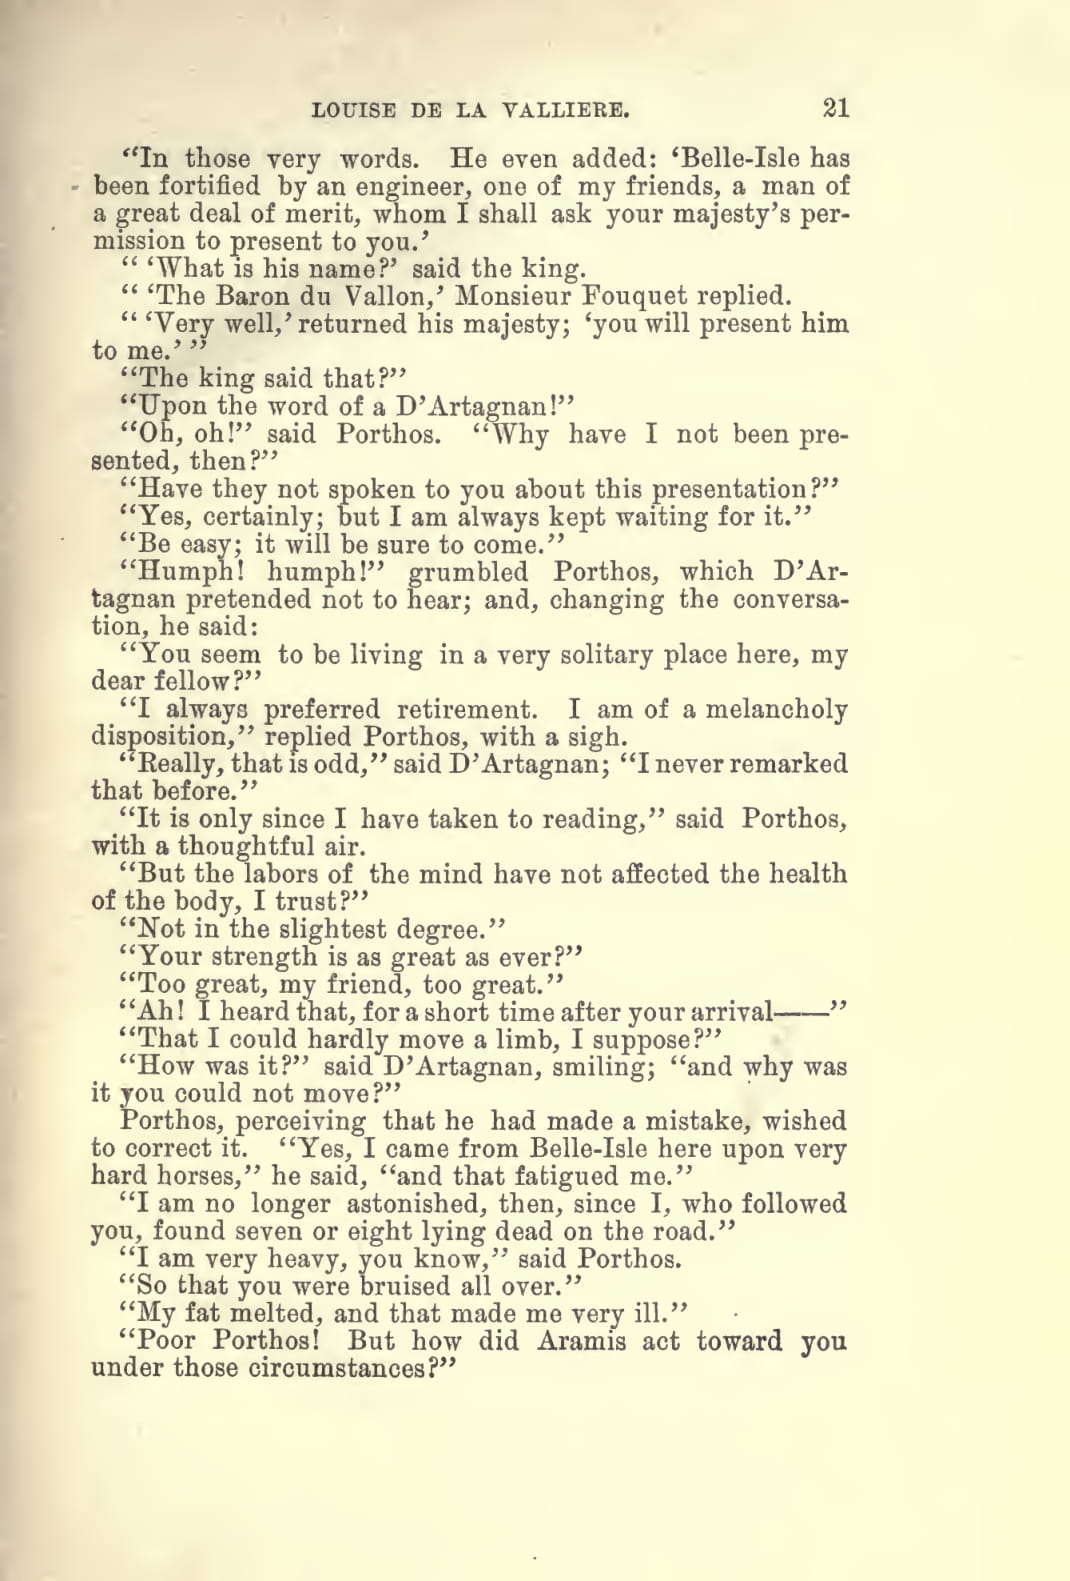 LOUISE DE LA VALLIERE. 21
“In those very words. He even added: ‘Belle-Isle has
been fortified by an engineer, one of my friends, a man of
a great deal of merit, whom I shall ask your majesty’s per-
mission to present to you.’
“ ‘What is his name?’ said the king.
“ ‘The Baron du Vallon,’ Monsieur Fouquet replied.
“ ‘Very well,’ returned his majesty; ‘you will present him
to me.’ ”
“The king said that?”
“Upon the word of a D’Artagnan!”
“Oh, oh!” said Porthos. “Why have I not been pre-
sented, then?”
“Have they not spoken to you about this presentation?”
“Yes, certainly; but I am always kept waiting for it.”
“Be easy; it will be sure to come.”
“Humph! humph!” grumbled Porthos, which D’Ar-
tagnan pretended not to hear; and, changing the conversa-
tion, he said:
“You seem to be living in a very solitary place here, my
dear fellow?”
“I always preferred retirement. I am of a melancholy
disposition,” replied Porthos, with a sigh.
“Really, that is odd,” said D’Artagnan; “I never remarked
that before.”
“It is only since I have taken to reading,” said Porthos,
with a thoughtful air.
“But the labors of the mind have not affected the health
of the body, I trust?”
“Not in the slightest degree.”
“Your strength is as great as ever?”
“Too great, my friend, too great.”
“Ah! I heard that, for a short time after your arrival——”
“That I could hardly move a limb, I suppose?”
“How was it?” said D’Artagnan, smiling; “and why was
it you could not move?”
Porthos, perceiving that he had made a mistake, wished
to correct it. “Yes, I came from Belle-Isle here upon very
hard horses,” he said, “and that fatigued me.”
“I am no longer astonished, then, since I, who followed
you, found seven or eight lying dead on the road.”
“I am very heavy, you know,” said Porthos.
“So that you were bruised all over.”
“My fat melted, and that made me very ill.”
“Poor Porthos! But how did Aramis act toward you
under those circumstances?”